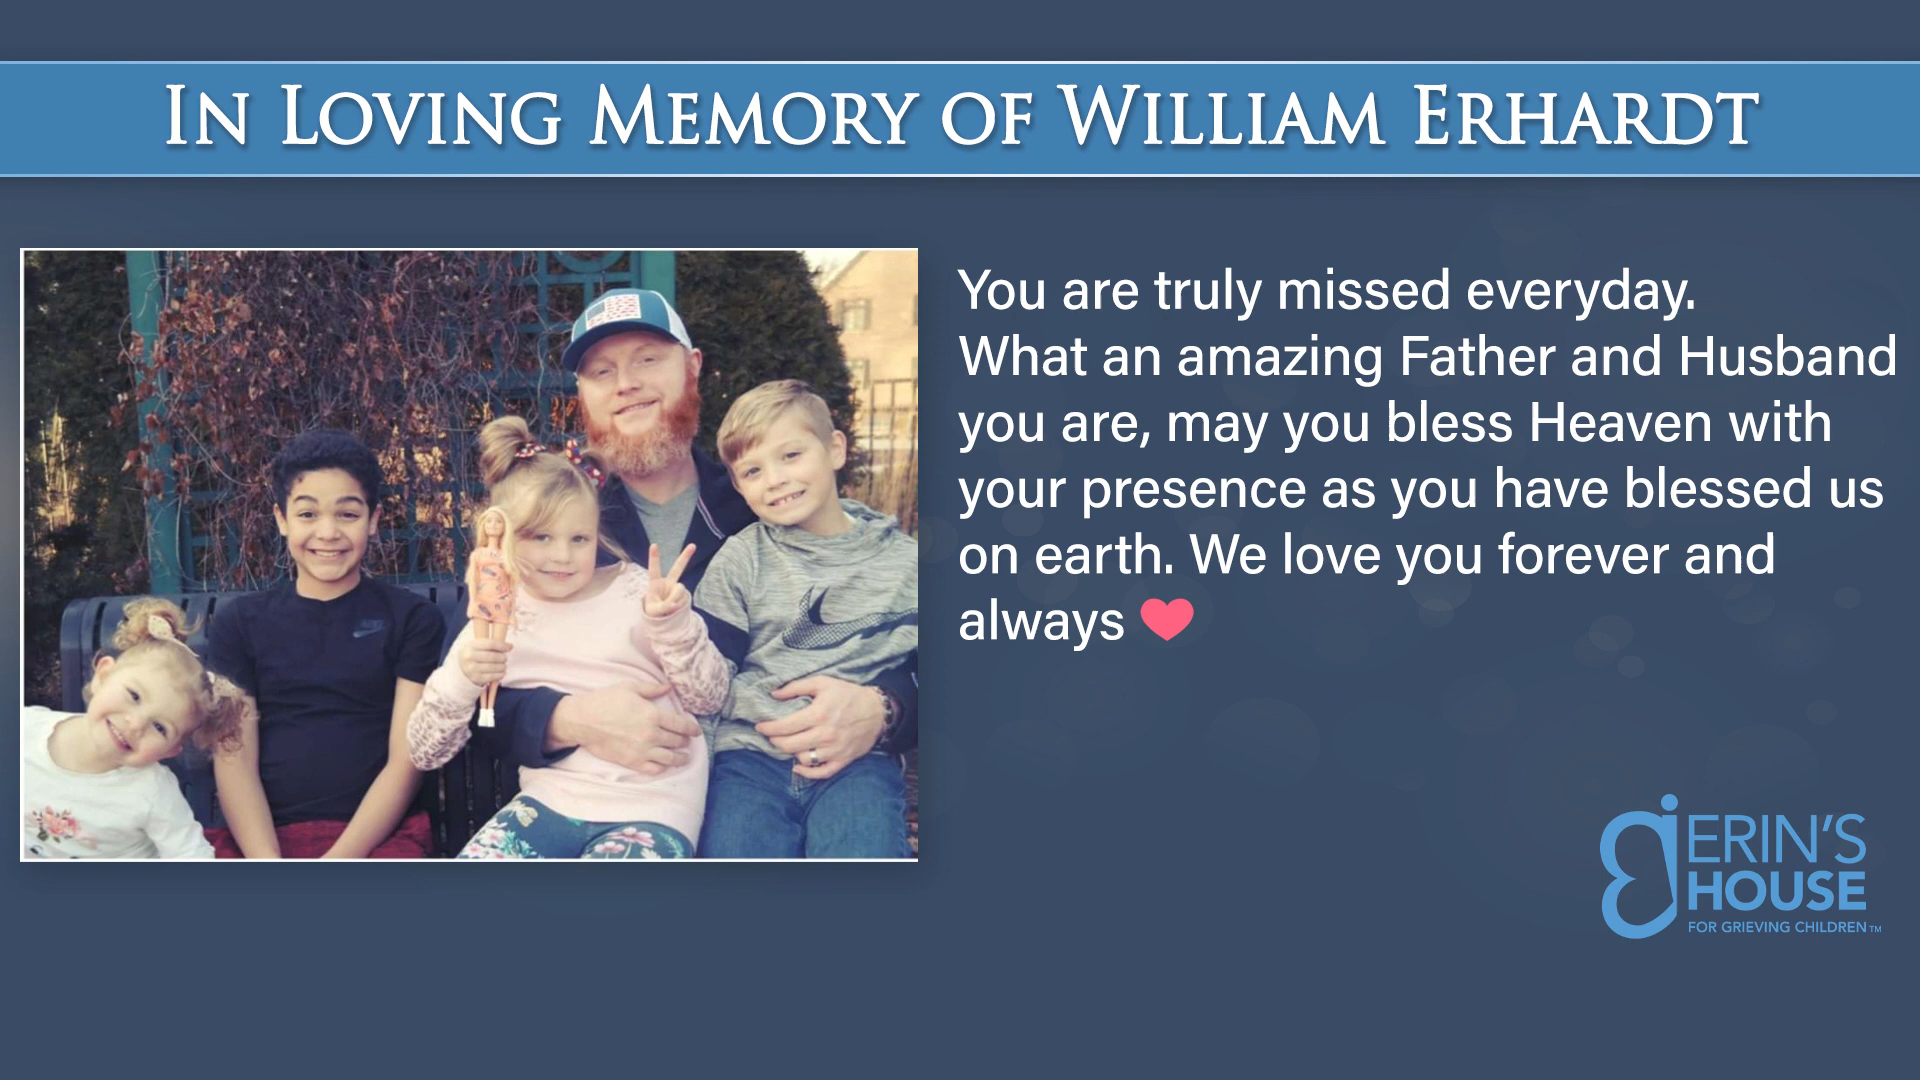 In Loving Memory of William Erhardt
You are truly missed everyday.
What an amazing Father and Husband
you are, may you bless Heaven with
your presence as you have blessed us
on earth. We love you forever and
always ❤
ERIN'S
HOUSE
FOR GRIEVING CHILDREN™